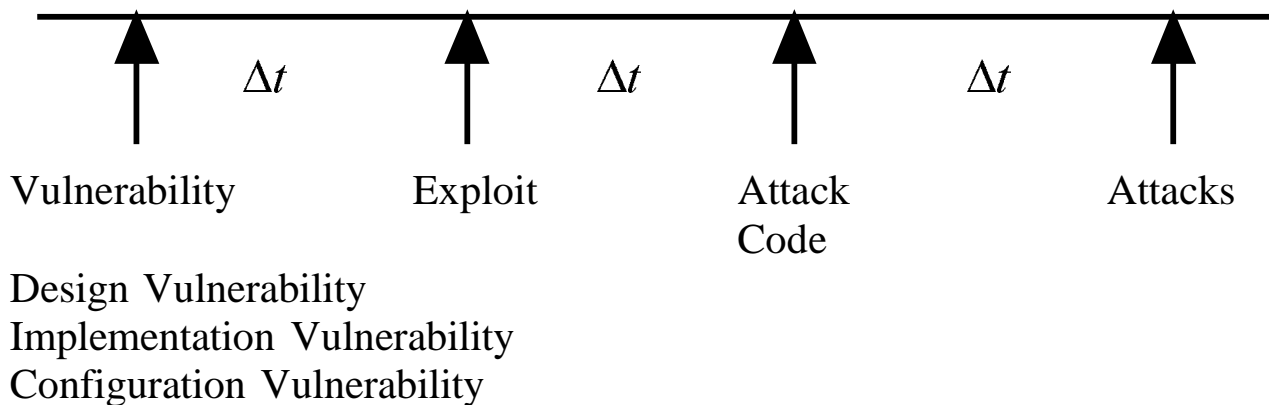 Δt Δt Δt
Vulnerability Exploit Attack Attacks
Code
Design Vulnerability
Implementation Vulnerability
Configuration Vulnerability